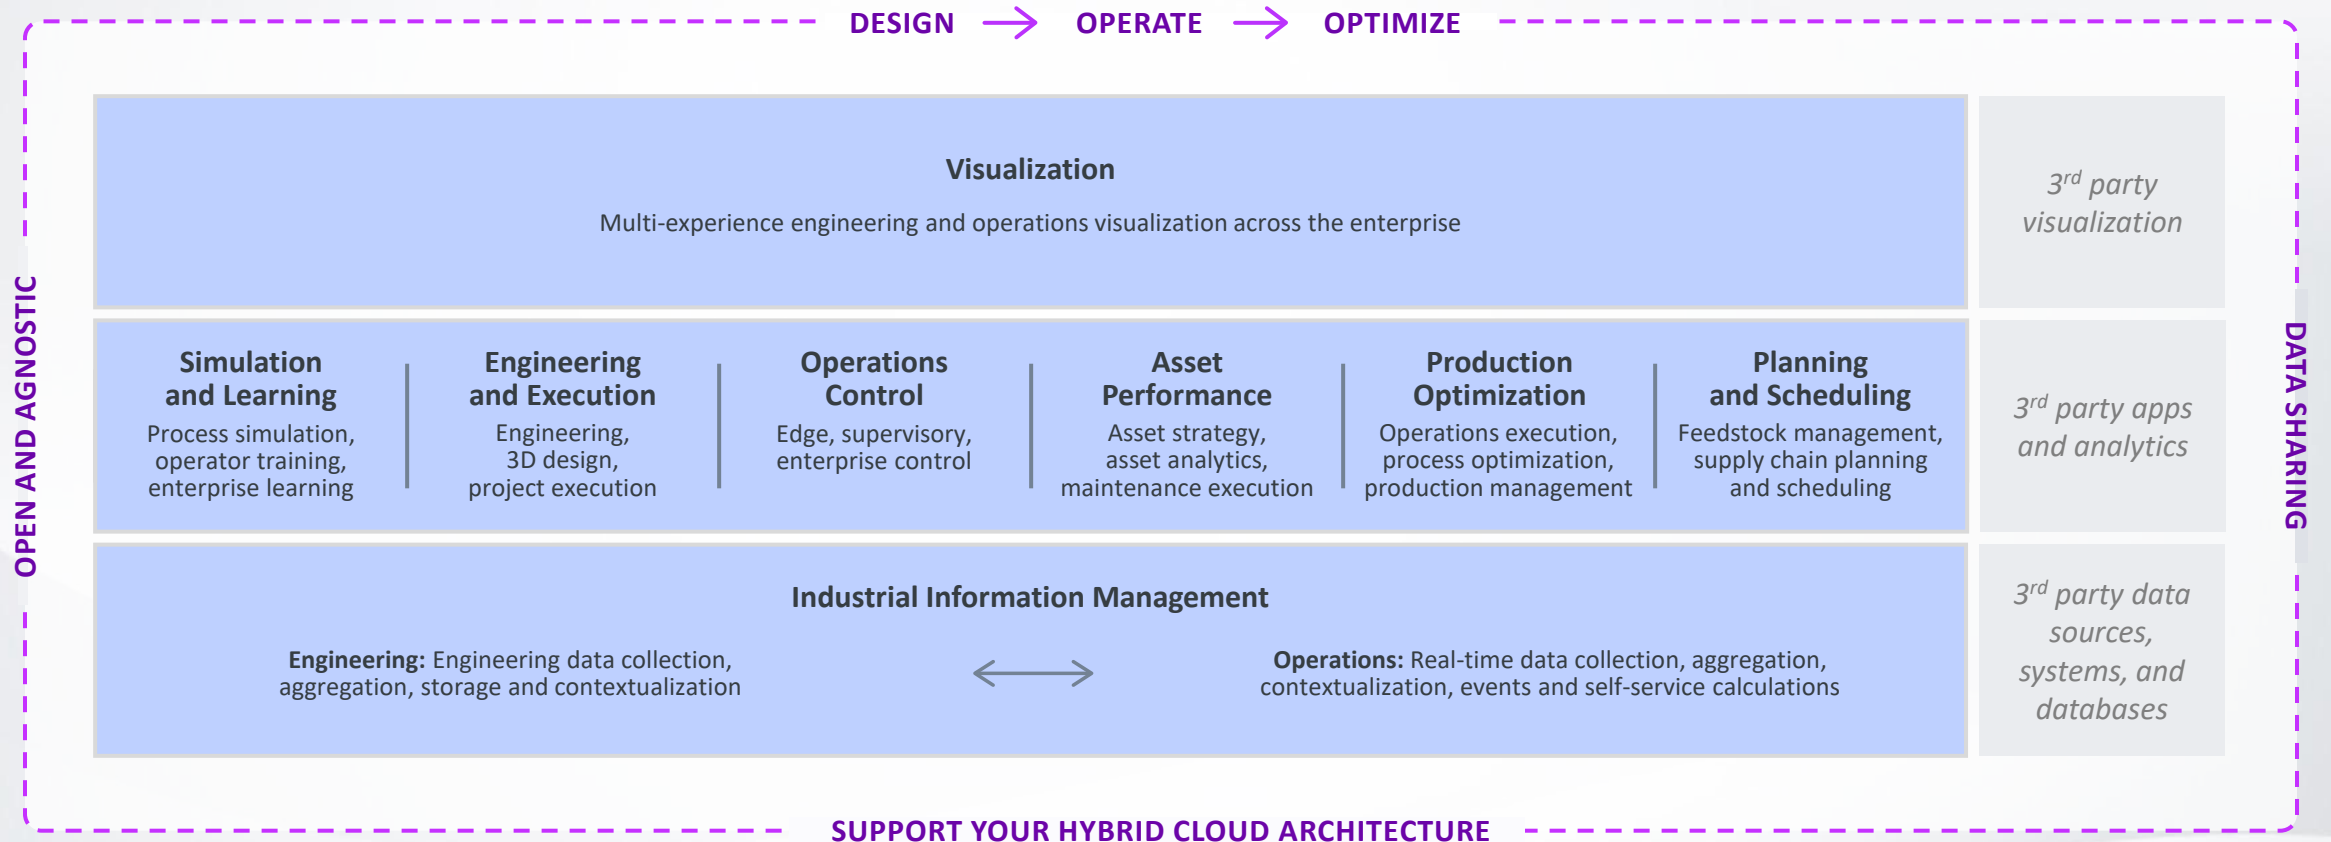 DESIGN → OPERATE → OPTIMIZE
OPEN AND AGNOSTIC
Visualization
Multi-experience engineering and operations visualization across the enterprise
3rd party
visualization
Simulation
and Learning
Process simulation,
operator training,
enterprise learning
Engineering
and Execution
Engineering,
3D design,
project execution
Operations
Control
Edge, supervisory,
enterprise control
Asset
Performance
Asset strategy,
asset analytics,
maintenance execution
Production
Optimization
Operations execution,
process optimization,
production management
Planning
and Scheduling
Feedstock management,
supply chain planning
and scheduling
3rd party apps
and analytics
Industrial Information Management
Engineering: Engineering data collection,
aggregation, storage and contextualization
Operations: Real-time data collection, aggregation,
contextualization, events and self-service calculations
3rd party data
sources,
systems, and
databases
DATA SHARING
SUPPORT YOUR HYBRID CLOUD ARCHITECTURE